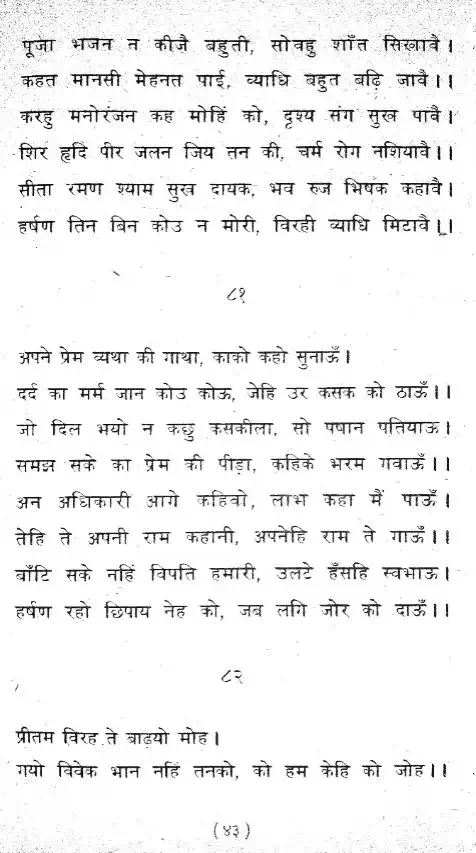 पूजा भजन न कीजै बहुती, सोवहु शाँत सिखावै।
कहत मानसी मेहनत पाई, व्याधि बहुत बढ़ि जावै।।
करहु मनोरंजन कह मोहिं को, दृश्य संग सुख पावै।
शिर हृदि पीर जलन जिय तन की, चर्म रोग नशियावै।।
सीता रमण श्याम सुख दायक, भव रुज भिषक कहावै।
हर्षण तिन बिन कोउ न मोरी, विरही व्याधि मिटावै।।
८१
अपने प्रेम व्यथा की गाथा, काको कहो सुनाऊँ।
दर्द का मर्म जान कोउ कोऊ, जेहि उर कसक को ठाऊँ।।
जो दिल भयो न कछु कसकीला, सो पषान पतियाऊ।
समझ सके का प्रेम की पीड़ा, कहिके भरम गवाऊँ।।
अन अधिकारी आगे कहिवो, लाभ कहा मैं पाऊँ।
तेहि ते अपनी राम कहानी, अपनेहि राम ते गाऊँ।।
बाँटि सके नहिं विपति हमारी, उलटे हँसहि स्वभाऊ।
हर्षण रहो छिपाय नेह को, जब लगि जोर को दाऊँ।।
८२
प्रीतम विरह ते बाढ़यो मोह।
गयो विवेक भान नहिं तनको, को हम केहि को जोह।।
(४३)